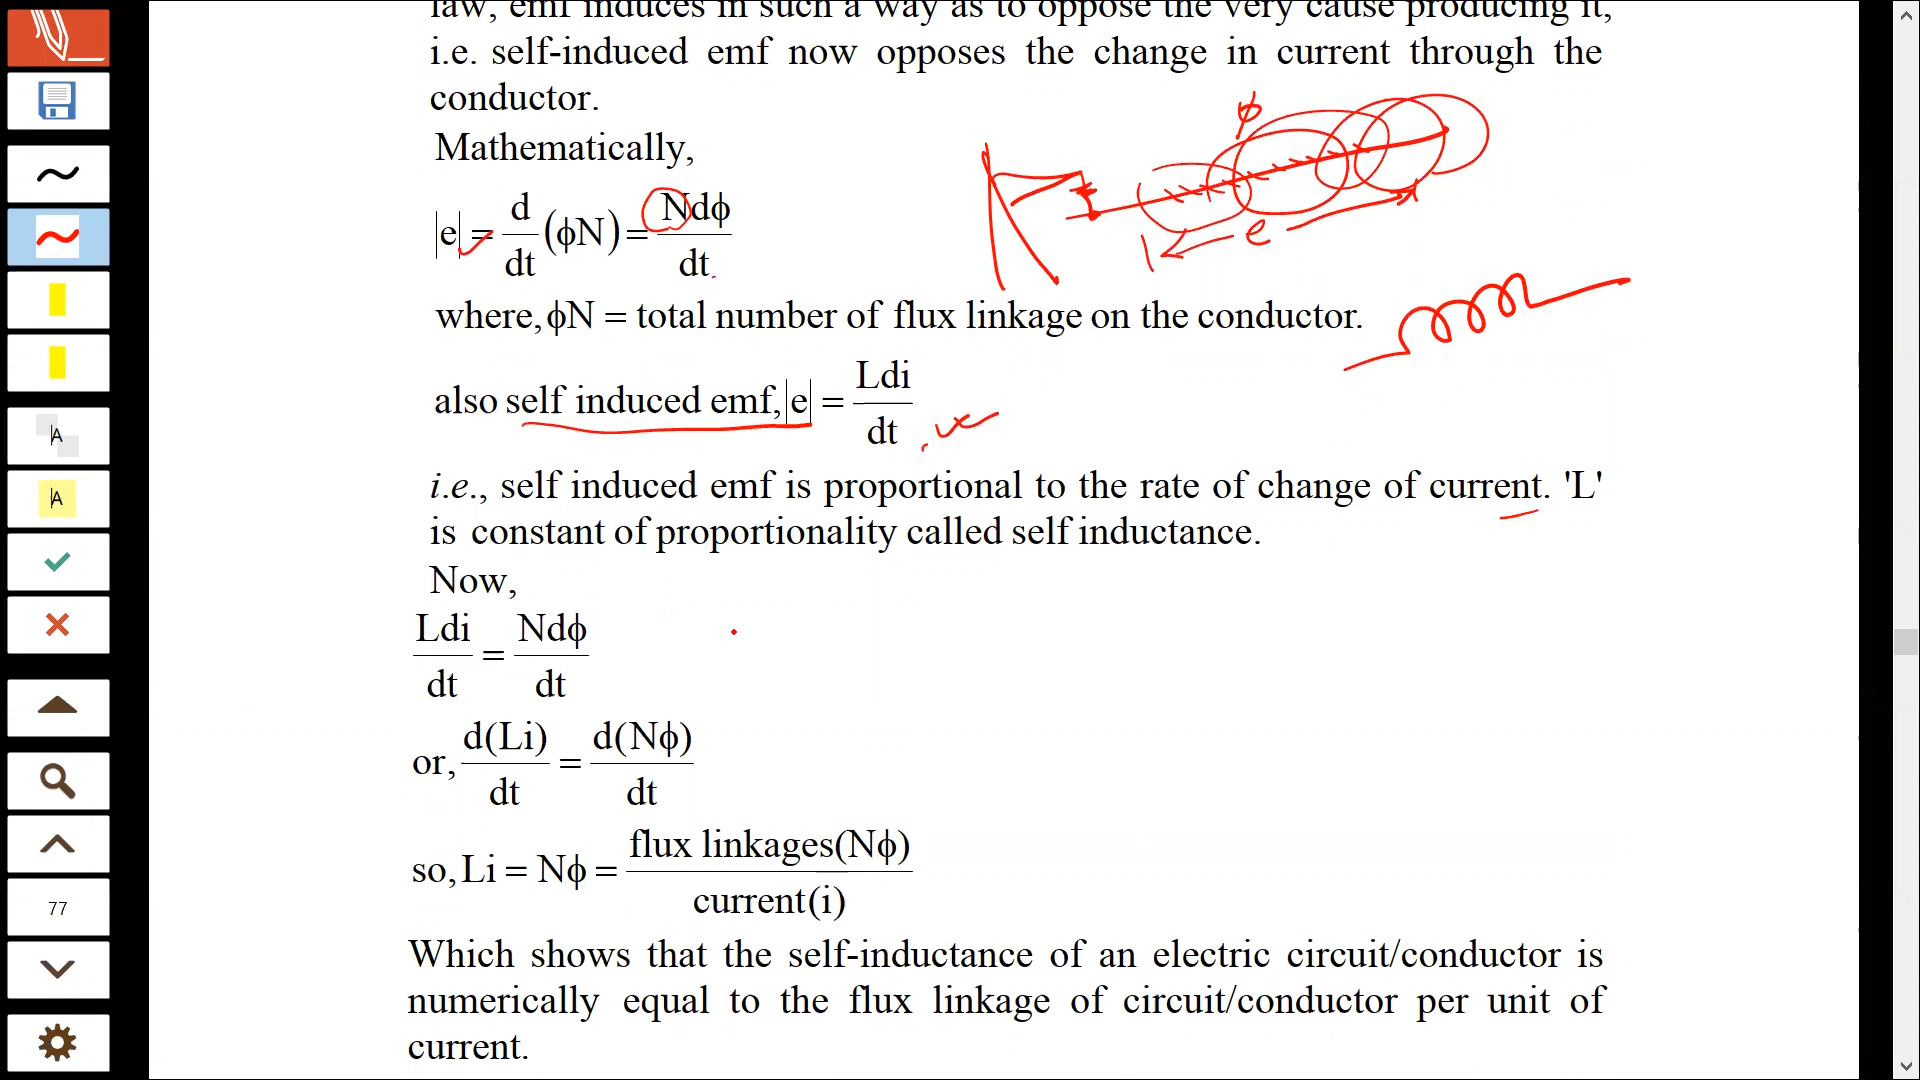 law, emf induces in such a way as to oppose the very cause producing it,
i.e. self-induced emf now opposes the change in current through the
conductor.
Mathematically,
|e| = d/dt (ϕN) = Ndϕ/dt
ϕ
e
where, ϕN = total number of flux linkage on the conductor.
also self induced emf, |e| = Ldi/dt
i.e., self induced emf is proportional to the rate of change of current. 'L'
is constant of proportionality called self inductance.
Now,
Ldi/dt = Ndϕ/dt
or, d(Li)/dt = d(Nϕ)/dt
so, Li = Nϕ = flux linkages(Nϕ)/current(i)
Which shows that the self-inductance of an electric circuit/conductor is
numerically equal to the flux linkage of circuit/conductor per unit of
current.
A
A
77